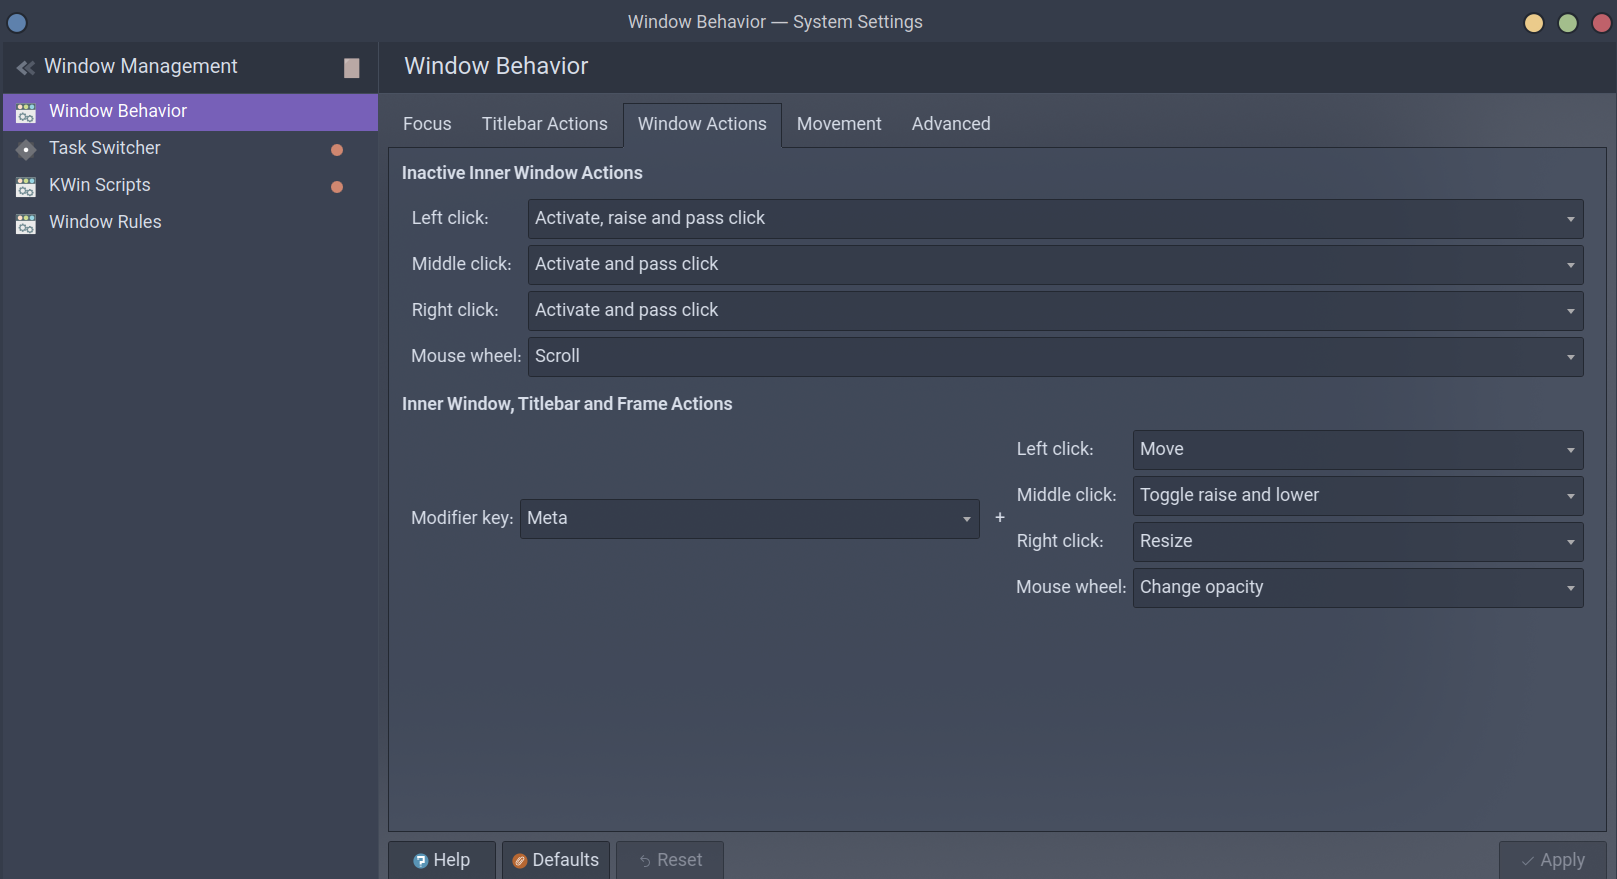 Window Behavior — System Settings
Window Management
Window Behavior
Task Switcher
KWin Scripts
Window Rules
Window Behavior
Focus
Titlebar Actions
Window Actions
Movement
Advanced
Inactive Inner Window Actions
Left click: Activate, raise and pass click
Middle click: Activate and pass click
Right click: Activate and pass click
Mouse wheel: Scroll
Inner Window, Titlebar and Frame Actions
Modifier key: Meta +
Left click: Move
Middle click: Toggle raise and lower
Right click: Resize
Mouse wheel: Change opacity
Help
Defaults
Reset
Apply